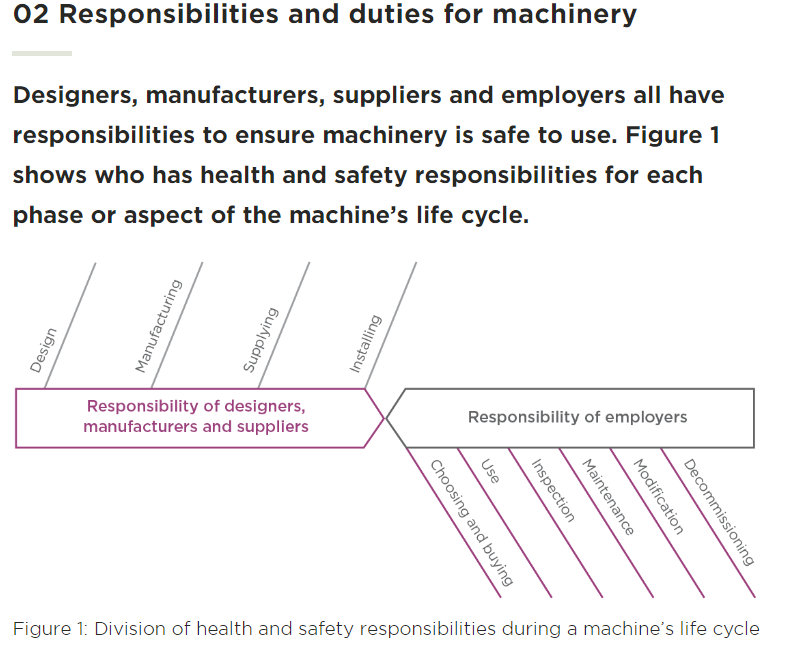 02 Responsibilities and duties for machinery
Designers, manufacturers, suppliers and employers all have
responsibilities to ensure machinery is safe to use. Figure 1
shows who has health and safety responsibilities for each
phase or aspect of the machine’s life cycle.
Design
Manufacturing
Supplying
Installing
Responsibility of designers,
manufacturers and suppliers
Responsibility of employers
Choosing and buying
Use
Inspection
Maintenance
Modification
Decommissioning
Figure 1: Division of health and safety responsibilities during a machine’s life cycle